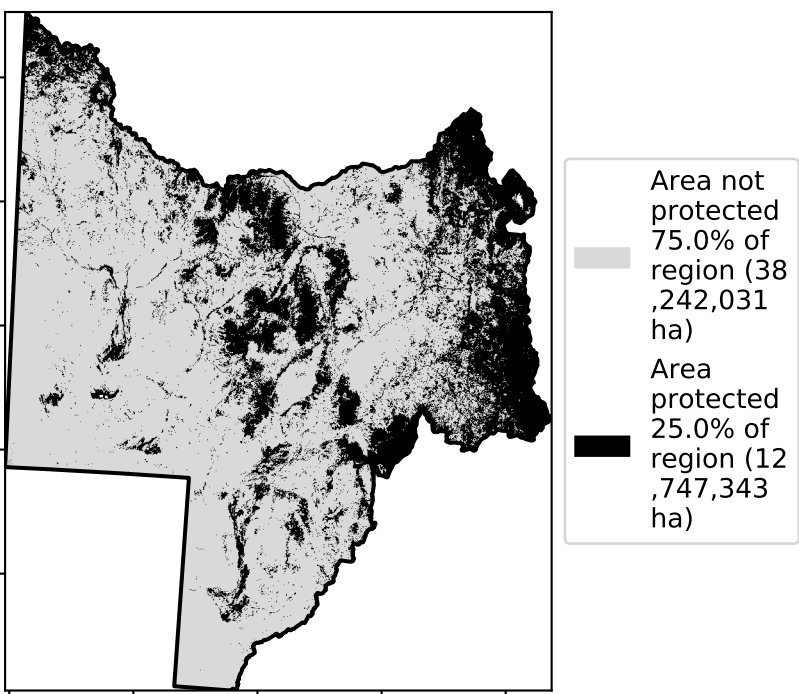 Area not
protected
75.0% of
region (38
,242,031
ha)
Area
protected
25.0% of
region (12
,747,343
ha)